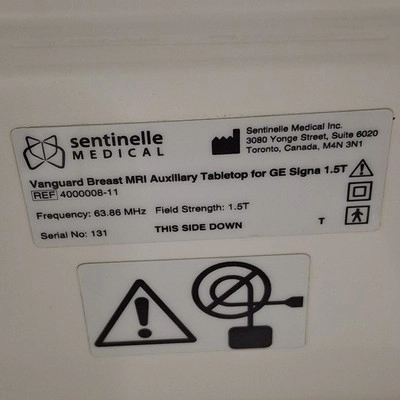 sentinelle
MEDICAL
Sentinelle Medical Inc.
3080 Yonge Street, Suite 6020
Toronto, Canada, M4N 3N1
Vanguard Breast MRI Auxiliary Tabletop for GE Signa 1.5T
REF 4000008-11
Frequency: 63.86 MHz Field Strength: 1.5T
Serial No: 131 THIS SIDE DOWN T